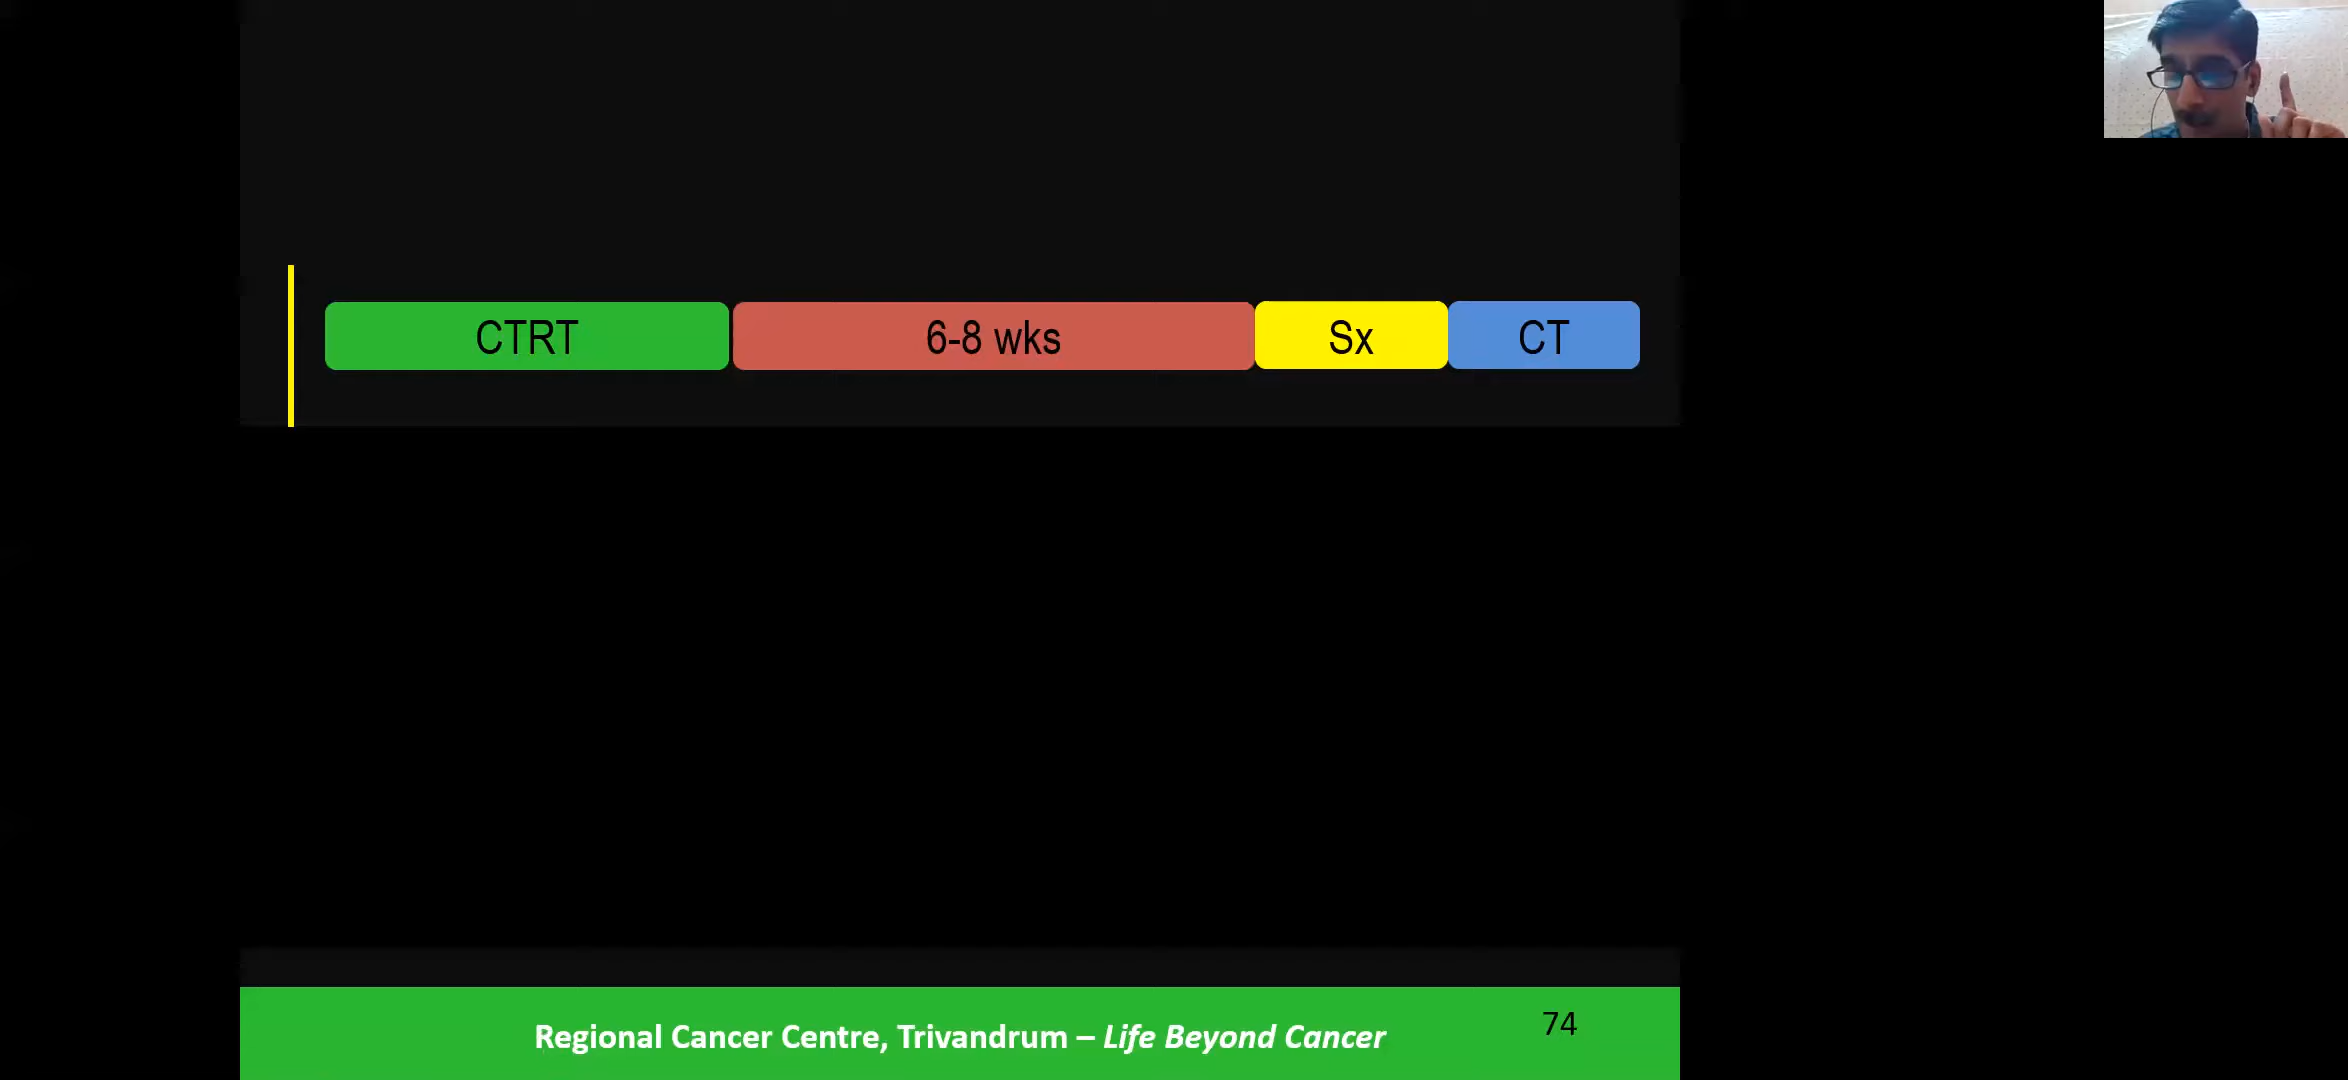 CTRT 6-8 wks Sx CT
Regional Cancer Centre, Trivandrum – Life Beyond Cancer 74